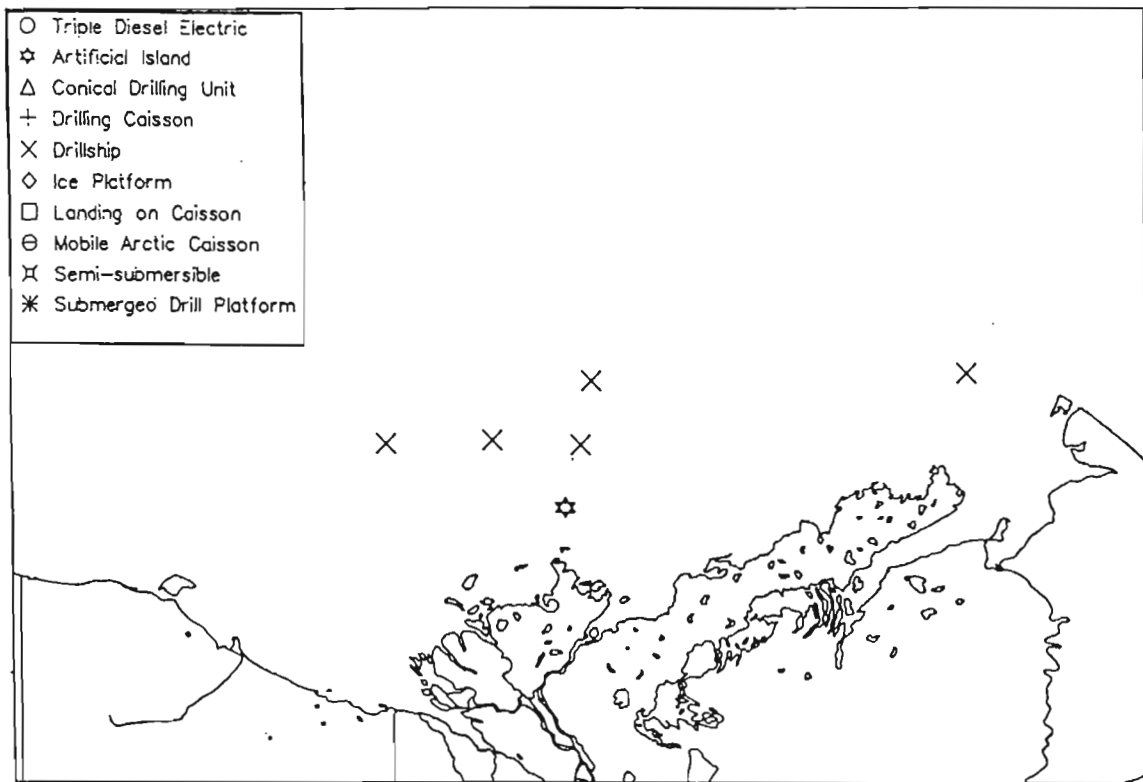 Triple Diesel Electric
Artificial Island
Conical Drilling Unit
Drilling Caisson
Drillship
Ice Platform
Landing on Caisson
Mobile Arctic Caisson
Semi-submersible
Submergeo Drill Platform